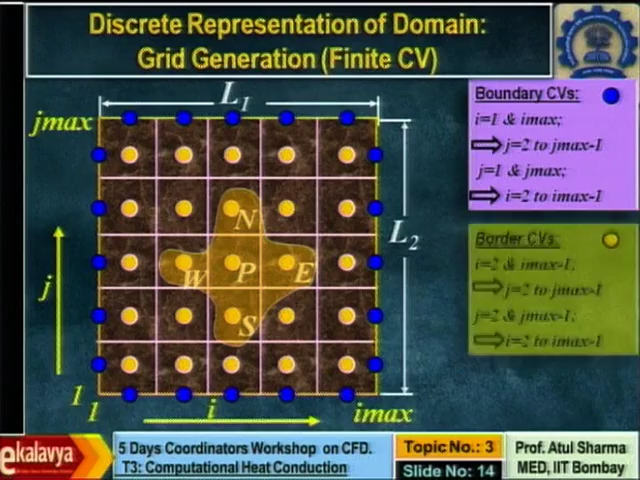 Discrete Representation of Domain:
Grid Generation (Finite CV)
L1
jmax
L2
N
W P E
S
j
1
1
i
imax
Boundary CVs:
i=1 & imax;
⇒ j=2 to jmax-1
j=1 & jmax;
⇒ i=2 to imax-1
Border CVs:
i=2 & imax-1;
⇒ j=2 to jmax-1
j=2 & jmax-1;
⇒ i=2 to imax-1
ekalavya
5 Days Coordinators Workshop on CFD.
T3: Computational Heat Conduction
Topic No.: 3
Slide No: 14
Prof. Atul Sharma
MED, IIT Bombay